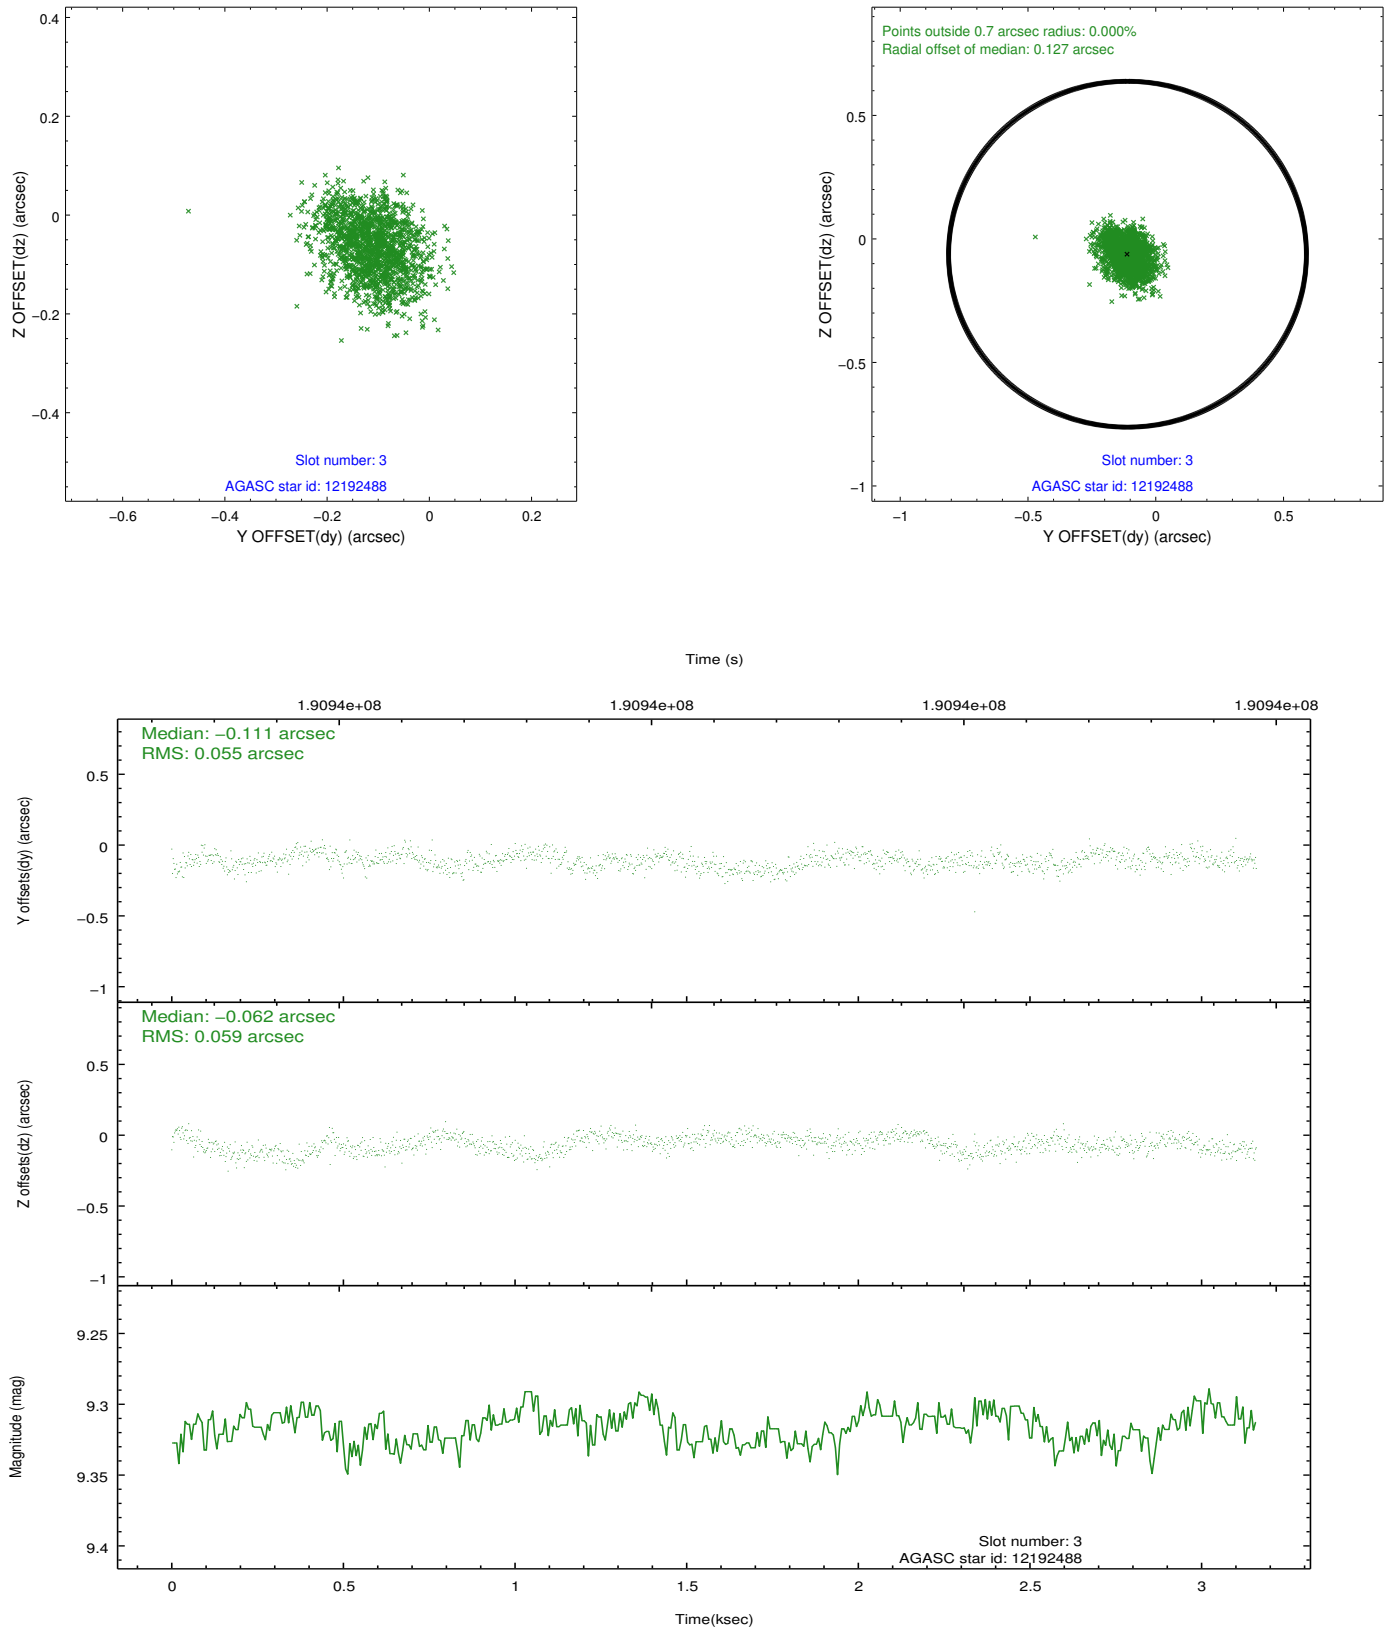 0.4
0.2
0
−0.2
−0.4
Z OFFSET(dz) (arcsec)
Slot number: 3
AGASC star id: 12192488
−0.6 −0.4 −0.2 0 0.2
Y OFFSET(dy) (arcsec)
Points outside 0.7 arcsec radius: 0.000%
Radial offset of median: 0.127 arcsec
0.5
0
−0.5
−1
Z OFFSET(dz) (arcsec)
Slot number: 3
AGASC star id: 12192488
−1 −0.5 0 0.5
Y OFFSET(dy) (arcsec)
Time (s)
1.9094e+08 1.9094e+08 1.9094e+08 1.9094e+08
Median: −0.111 arcsec
RMS: 0.055 arcsec
0.5
0
−0.5
−1
Y offsets(dy) (arcsec)
Median: −0.062 arcsec
RMS: 0.059 arcsec
0.5
0
−0.5
−1
Z offsets(dz) (arcsec)
9.25
9.3
9.35
9.4
Magnitude (mag)
Slot number: 3
AGASC star id: 12192488
0 0.5 1 1.5 2 2.5 3
Time(ksec)